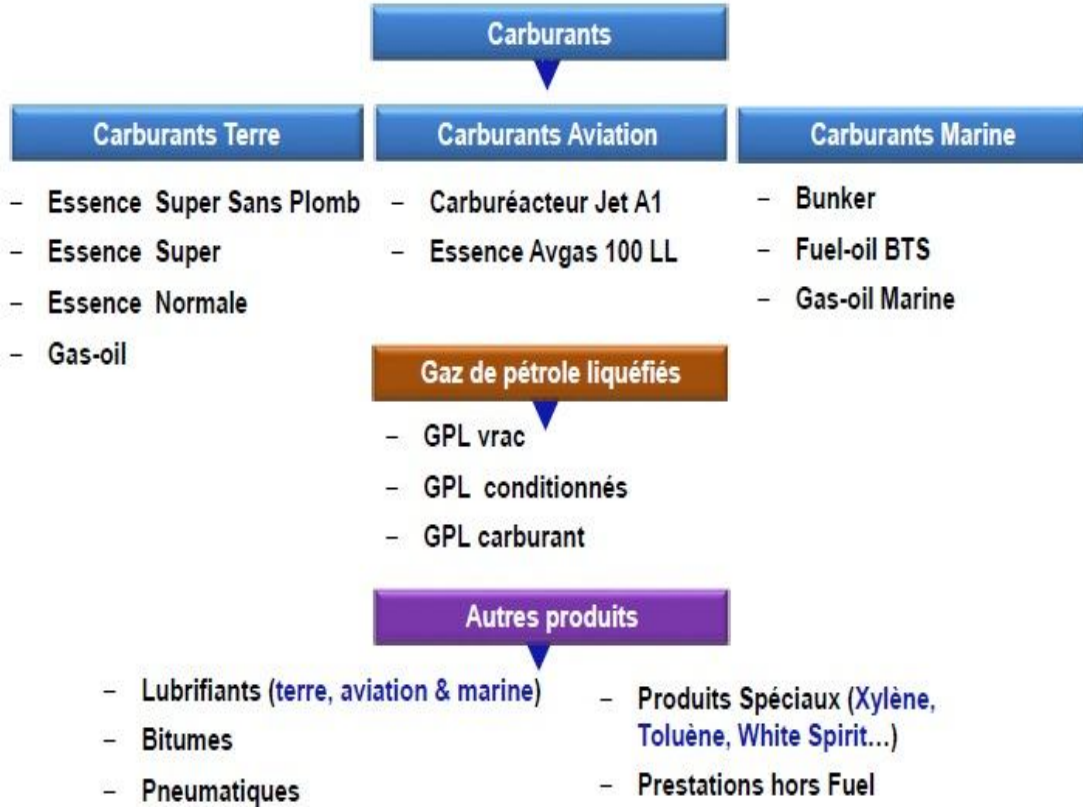 Carburants
Carburants Terre
– Essence Super Sans Plomb
– Essence Super
– Essence Normale
– Gas-oil
Carburants Aviation
– Carburéacteur Jet A1
– Essence Avgas 100 LL
Carburants Marine
– Bunker
– Fuel-oil BTS
– Gas-oil Marine
Gaz de pétrole liquéfiés
– GPL vrac
– GPL conditionnés
– GPL carburant
Autres produits
– Lubrifiants (terre, aviation & marine)
– Bitumes
– Pneumatiques
– Produits Spéciaux (Xylène,
Toluène, White Spirit...)
– Prestations hors Fuel